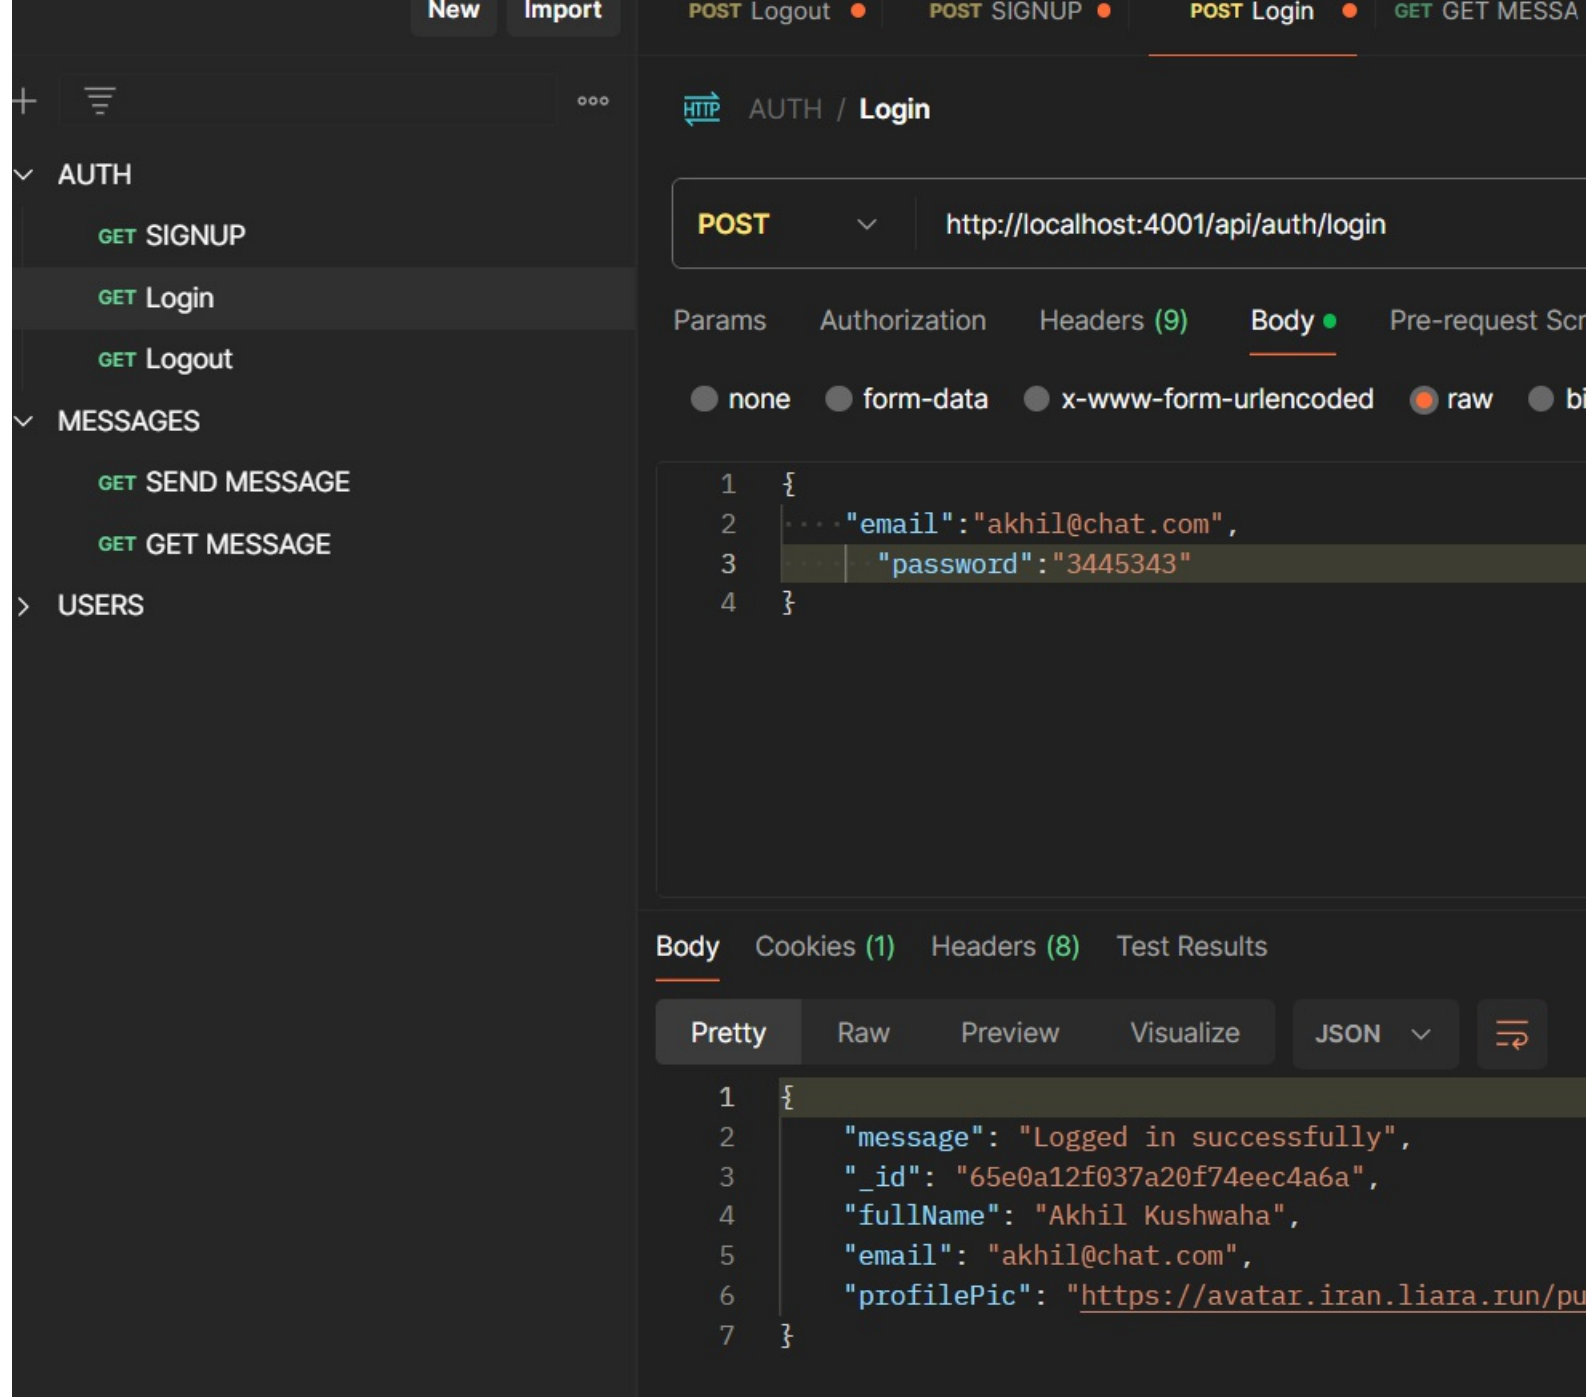 New Import
POST Logout POST SIGNUP POST Login GET GET MESSA
HTTP AUTH / Login
AUTH
GET SIGNUP
GET Login
GET Logout
MESSAGES
GET SEND MESSAGE
GET GET MESSAGE
USERS
POST http://localhost:4001/api/auth/login
Params Authorization Headers (9) Body Pre-request Scr
none form-data x-www-form-urlencoded raw bi
1 {
2 "email":"akhil@chat.com",
3 "password":"3445343"
4 }
Body Cookies (1) Headers (8) Test Results
Pretty Raw Preview Visualize JSON
1 {
2 "message": "Logged in successfully",
3 "_id": "65e0a12f037a20f74eec4a6a",
4 "fullName": "Akhil Kushwaha",
5 "email": "akhil@chat.com",
6 "profilePic": "https://avatar.iran.liara.run/pu
7 }